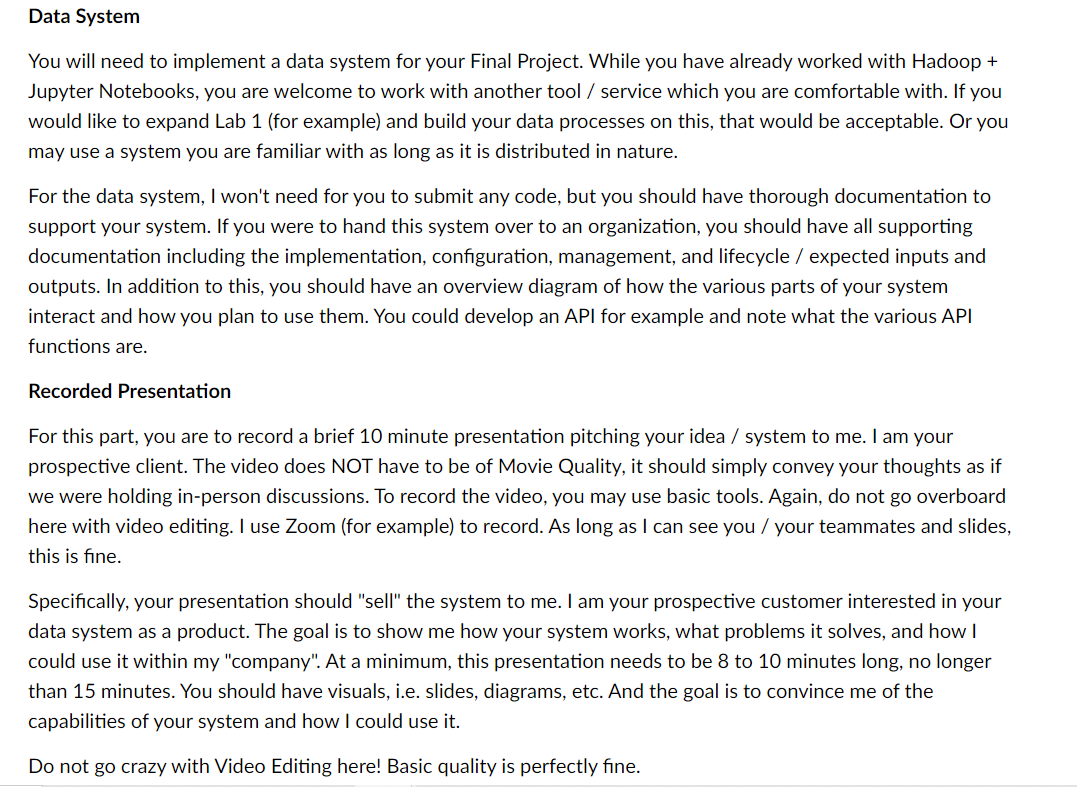 Data System
You will need to implement a data system for your Final Project. While you have already worked with Hadoop +
Jupyter Notebooks, you are welcome to work with another tool / service which you are comfortable with. If you
would like to expand Lab 1 (for example) and build your data processes on this, that would be acceptable. Or you
may use a system you are familiar with as long as it is distributed in nature.
For the data system, I won't need for you to submit any code, but you should have thorough documentation to
support your system. If you were to hand this system over to an organization, you should have all supporting
documentation including the implementation, configuration, management, and lifecycle / expected inputs and
outputs. In addition to this, you should have an overview diagram of how the various parts of your system
interact and how you plan to use them. You could develop an API for example and note what the various API
functions are.
Recorded Presentation
For this part, you are to record a brief 10 minute presentation pitching your idea / system to me. I am your
prospective client. The video does NOT have to be of Movie Quality, it should simply convey your thoughts as if
we were holding in-person discussions. To record the video, you may use basic tools. Again, do not go overboard
here with video editing. I use Zoom (for example) to record. As long as I can see you / your teammates and slides,
this is fine.
Specifically, your presentation should "sell" the system to me. I am your prospective customer interested in your
data system as a product. The goal is to show me how your system works, what problems it solves, and how I
could use it within my "company". At a minimum, this presentation needs to be 8 to 10 minutes long, no longer
than 15 minutes. You should have visuals, i.e. slides, diagrams, etc. And the goal is to convince me of the
capabilities of your system and how I could use it.
Do not go crazy with Video Editing here! Basic quality is perfectly fine.